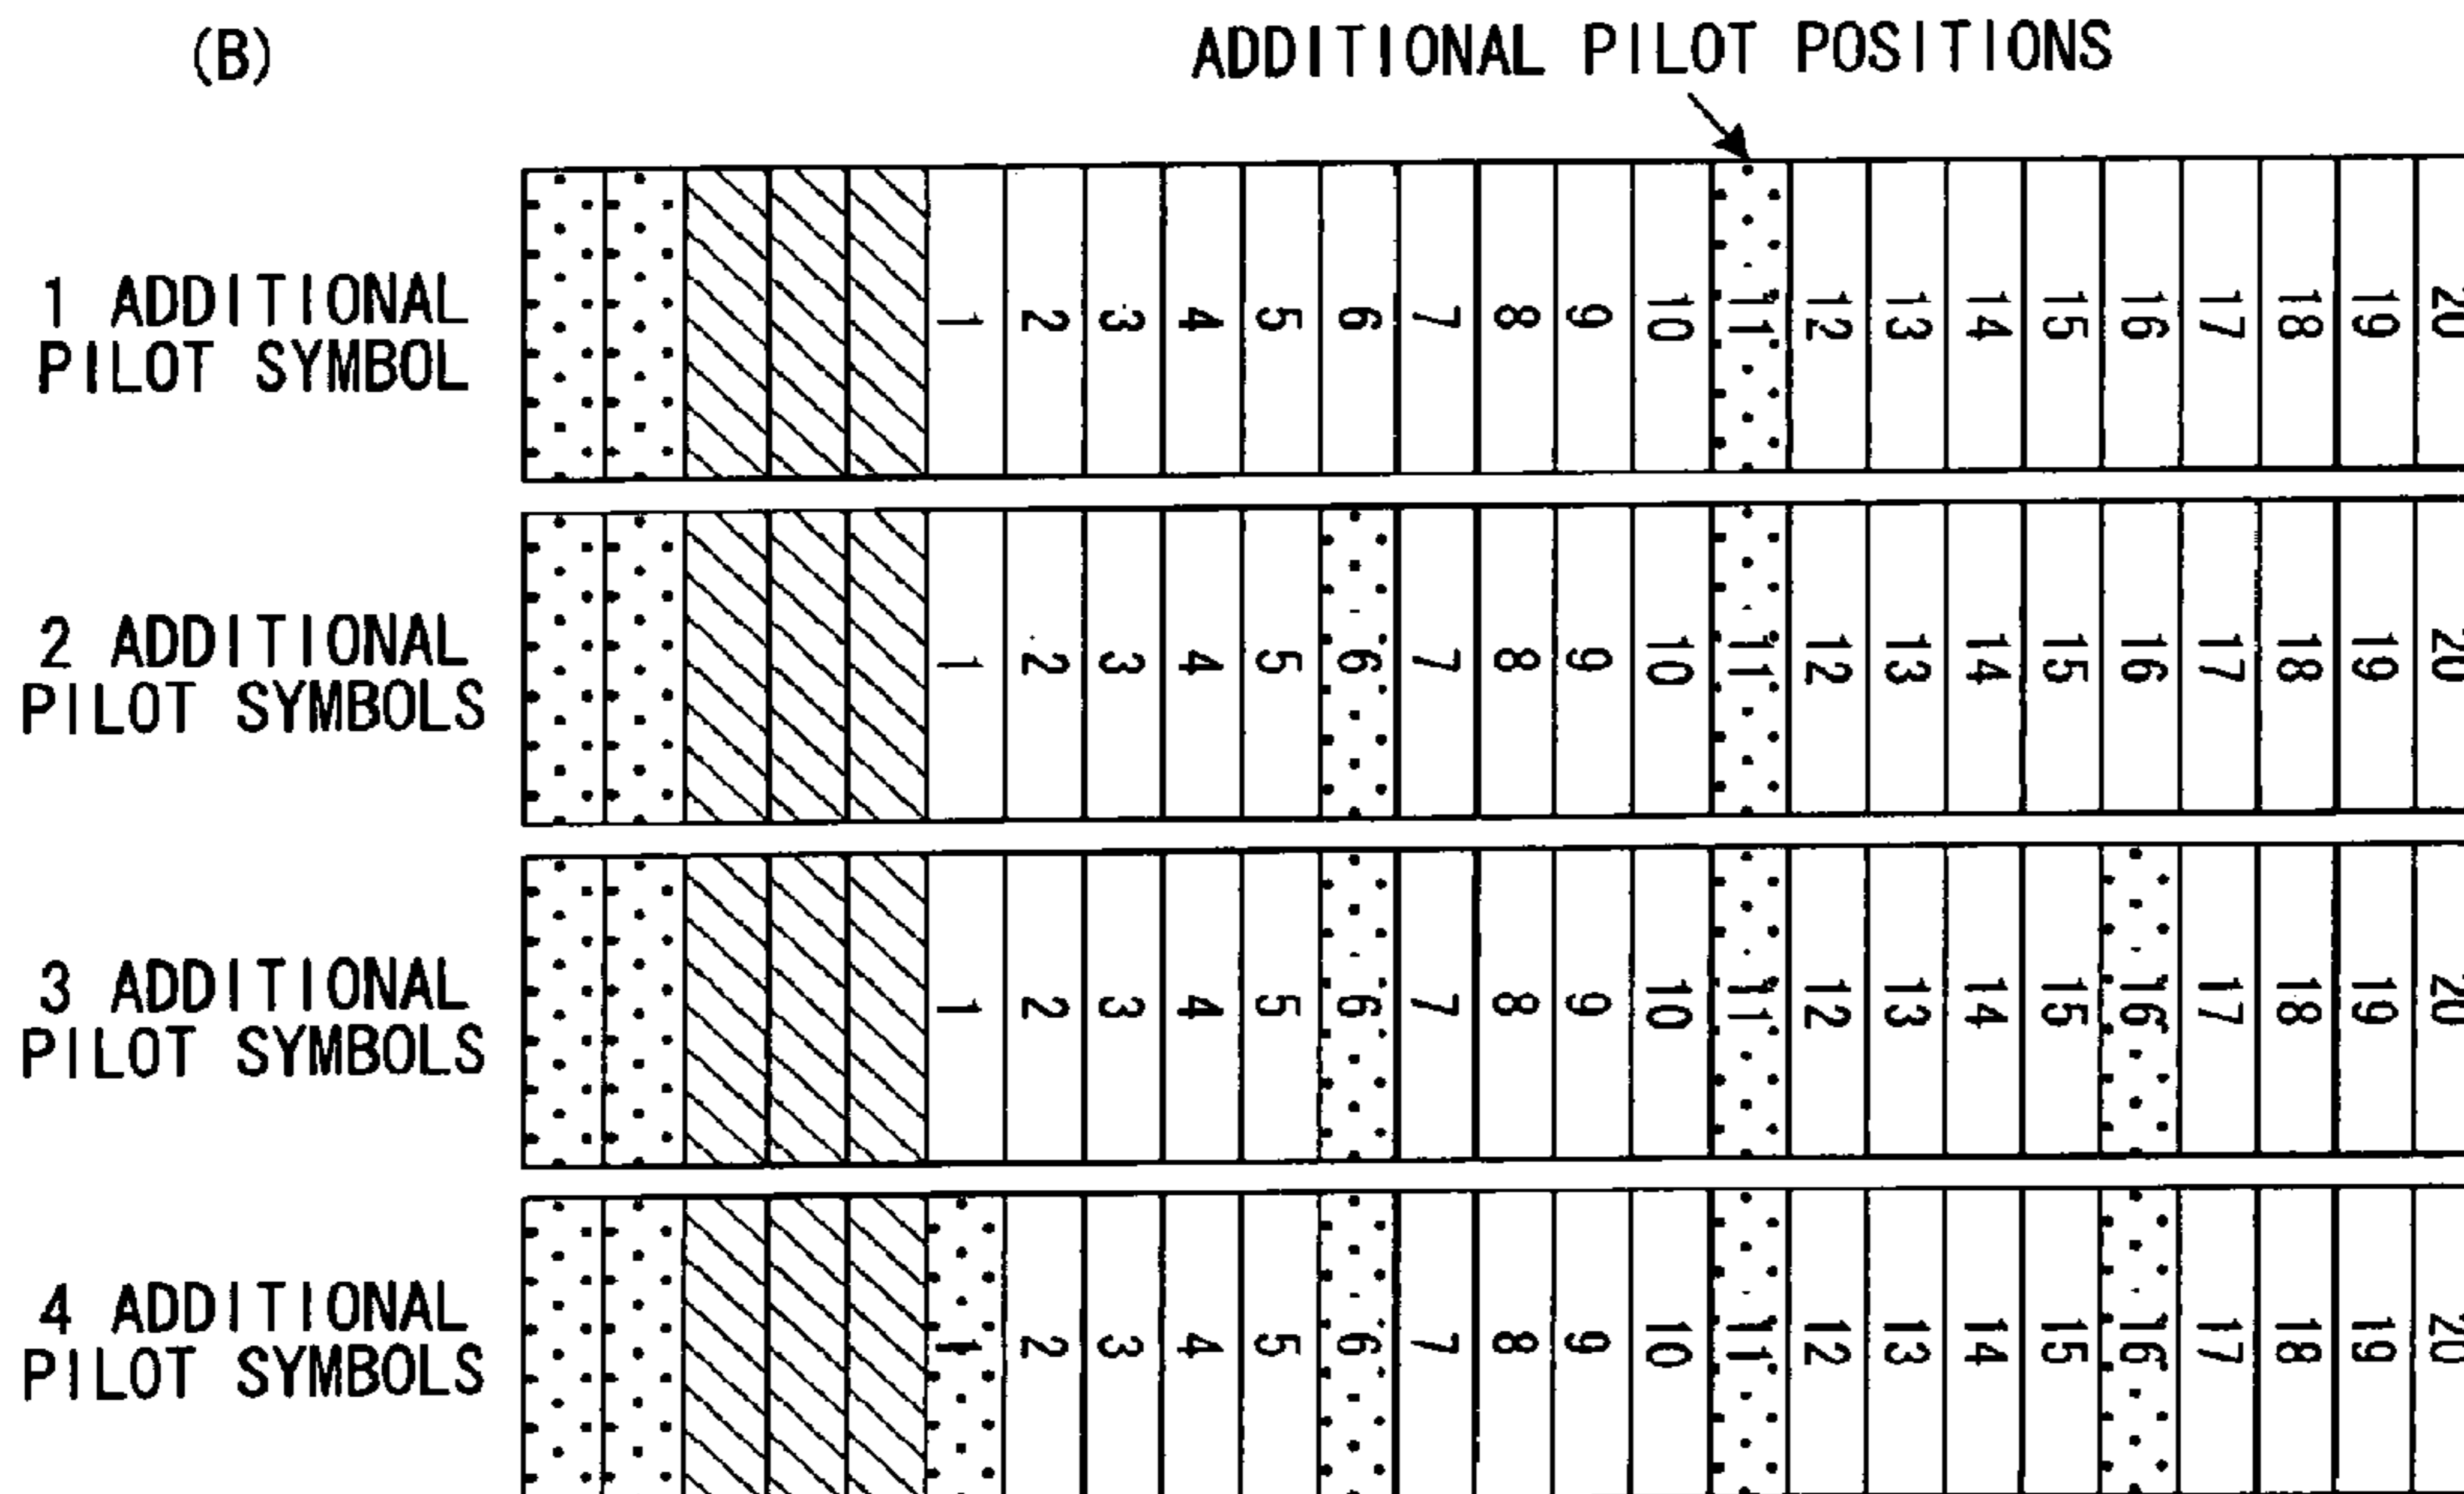 (B)
ADDITIONAL PILOT POSITIONS
1 ADDITIONAL
PILOT SYMBOL
1 2 3 4 5 6 7 8 9 10 11 12 13 14 15 16 17 18 19 20
2 ADDITIONAL
PILOT SYMBOLS
1 2 3 4 5 6 7 8 9 10 11 12 13 14 15 16 17 18 19 20
3 ADDITIONAL
PILOT SYMBOLS
1 2 3 4 5 6 7 8 9 10 11 12 13 14 15 16 17 18 19 20
4 ADDITIONAL
PILOT SYMBOLS
1 2 3 4 5 6 7 8 9 10 11 12 13 14 15 16 17 18 19 20